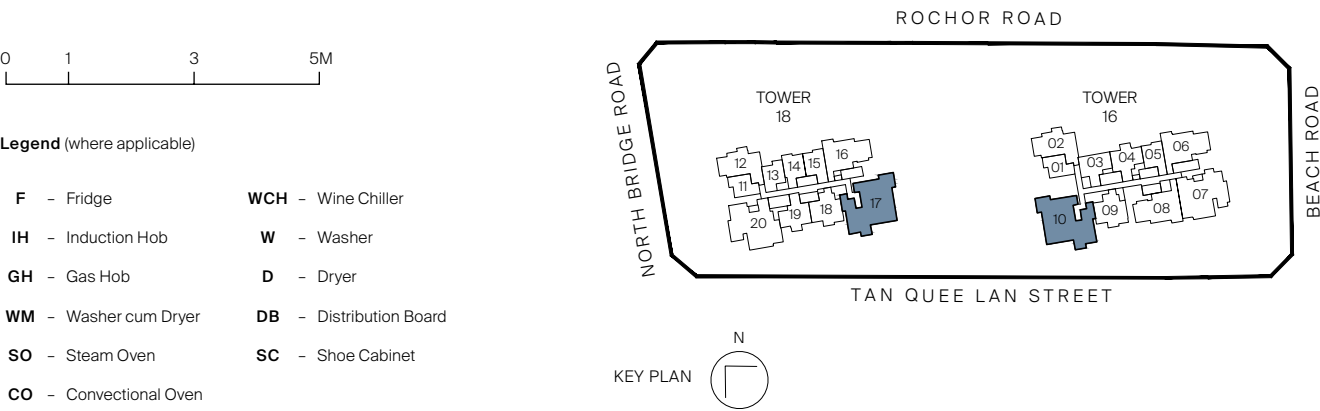 0 1 3 5M
Legend (where applicable)
F – Fridge
IH – Induction Hob
GH – Gas Hob
WM – Washer cum Dryer
SO – Steam Oven
CO – Convectional Oven
WCH – Wine Chiller
W – Washer
D – Dryer
DB – Distribution Board
SC – Shoe Cabinet
ROCHOR ROAD
NORTH BRIDGE ROAD
BEACH ROAD
TOWER
18
12
11
13
14
15
16
20
19
18
17
TOWER
16
02
01
03
04
05
06
10
09
08
07
TAN QUEE LAN STREET
N
KEY PLAN